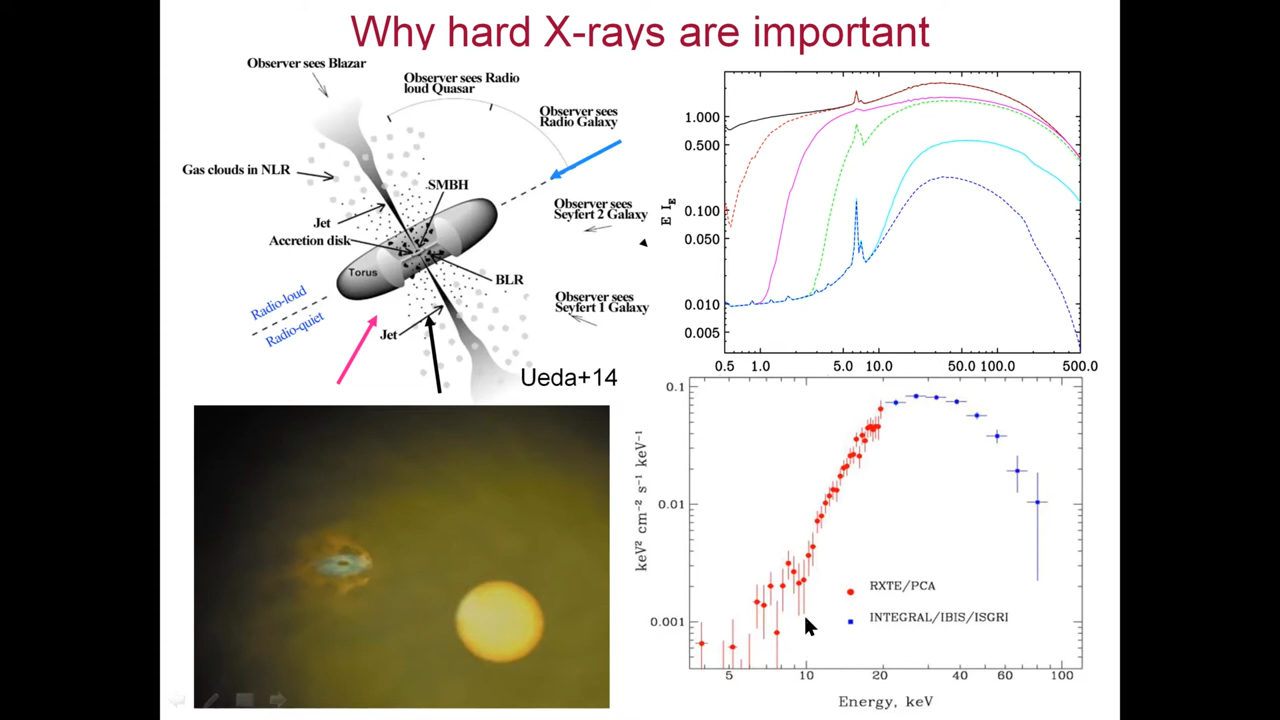 Why hard X-rays are important
Observer sees Blazar
Observer sees Radio
loud Quasar
Observer sees
Radio Galaxy
Gas clouds in NLR
SMBH
Observer sees
Seyfert 2 Galaxy
Jet
Accretion disk
Torus
BLR
Observer sees
Seyfert 1 Galaxy
Radio-loud
Radio-quiet
Jet
Ueda+14
E I_E
1.000
0.500
0.100
0.050
0.010
0.005
0.5 1.0 5.0 10.0 50.0 100.0 500.0
keV² cm⁻² s⁻¹ keV⁻¹
0.1
0.01
0.001
RXTE/PCA
INTEGRAL/IBIS/ISGRI
5 10 20 40 60 100
Energy, keV